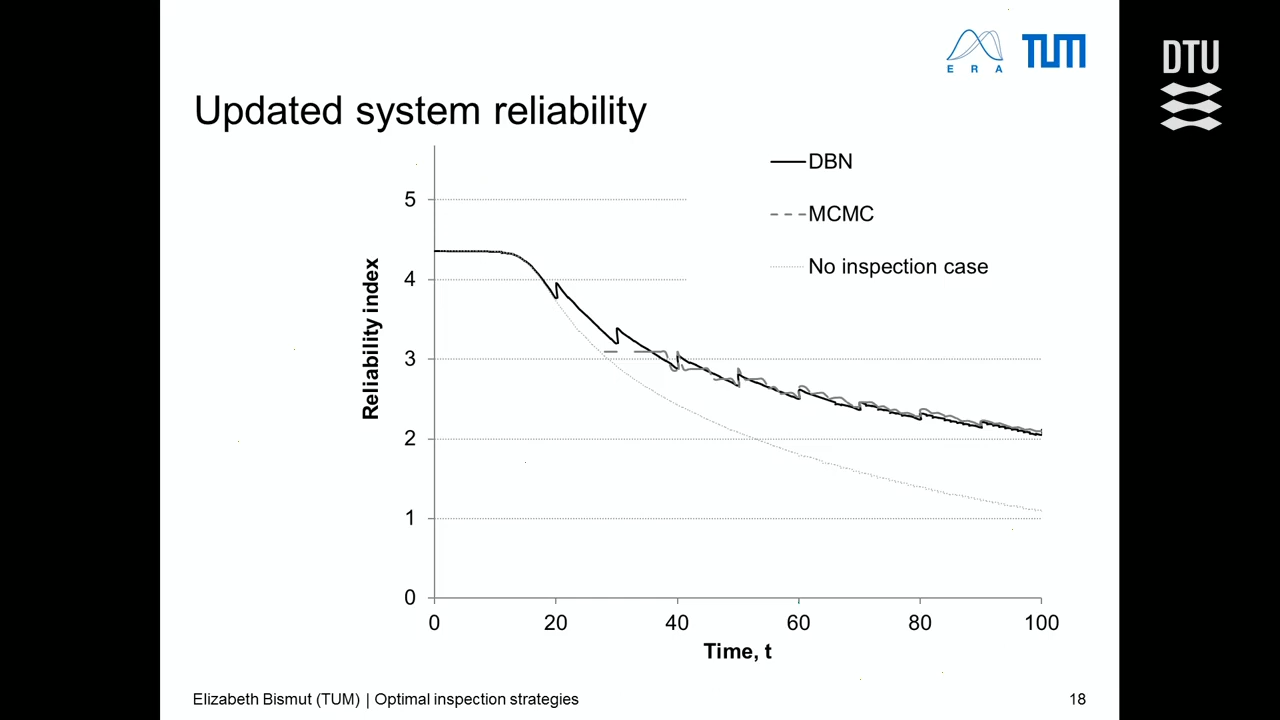 ERA
TUM
DTU
Updated system reliability
DBN
MCMC
No inspection case
Reliability index
5
4
3
2
1
0
0 20 40 60 80 100
Time, t
Elizabeth Bismut (TUM) | Optimal inspection strategies
18